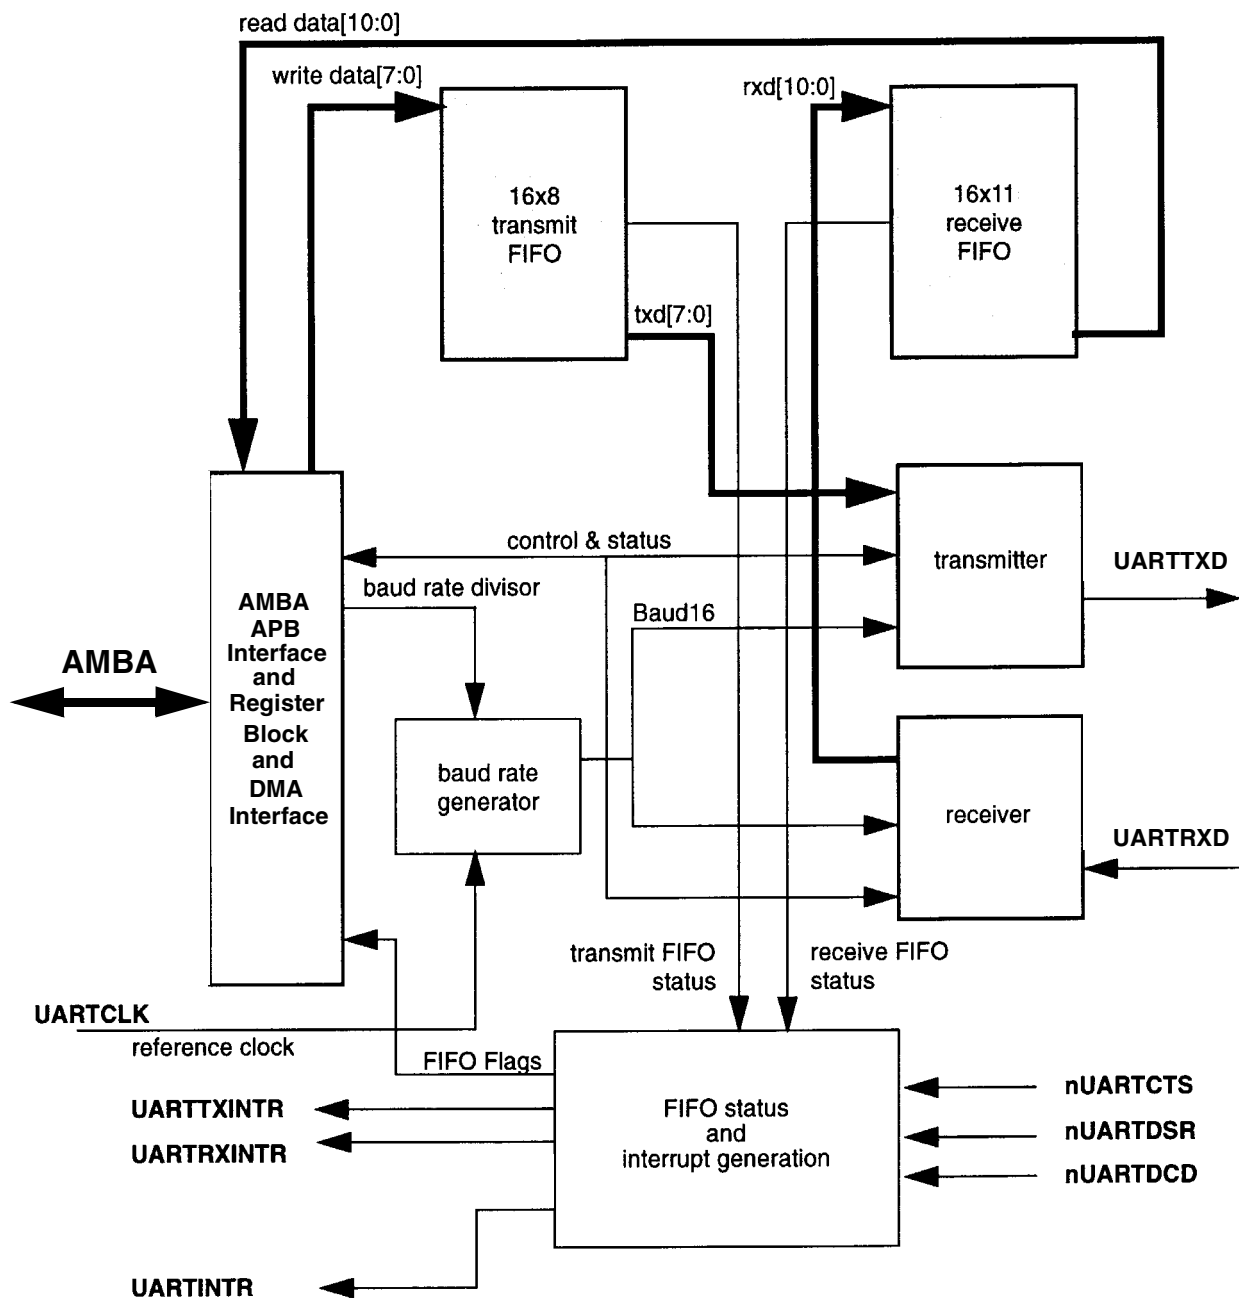 read data[10:0]
write data[7:0]
rxd[10:0]
16x8
transmit
FIFO
16x11
receive
FIFO
txd[7:0]
control & status
transmitter
UARTTXD
baud rate divisor
Baud16
AMBA
AMBA
APB
Interface
and
Register
Block
and
DMA
Interface
baud rate
generator
receiver
UARTRXD
transmit FIFO
status
receive FIFO
status
UARTCLK
reference clock
FIFO Flags
UARTTXINTR
UARTRXINTR
FIFO status
and
interrupt generation
nUARTCTS
nUARTDSR
nUARTDCD
UARTINTR